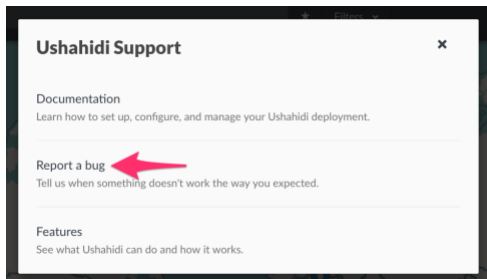 Filters
Ushahidi Support
Documentation
Learn how to set up, configure, and manage your Ushahidi deployment.
Report a bug
Tell us when something doesn't work the way you expected.
Features
See what Ushahidi can do and how it works.